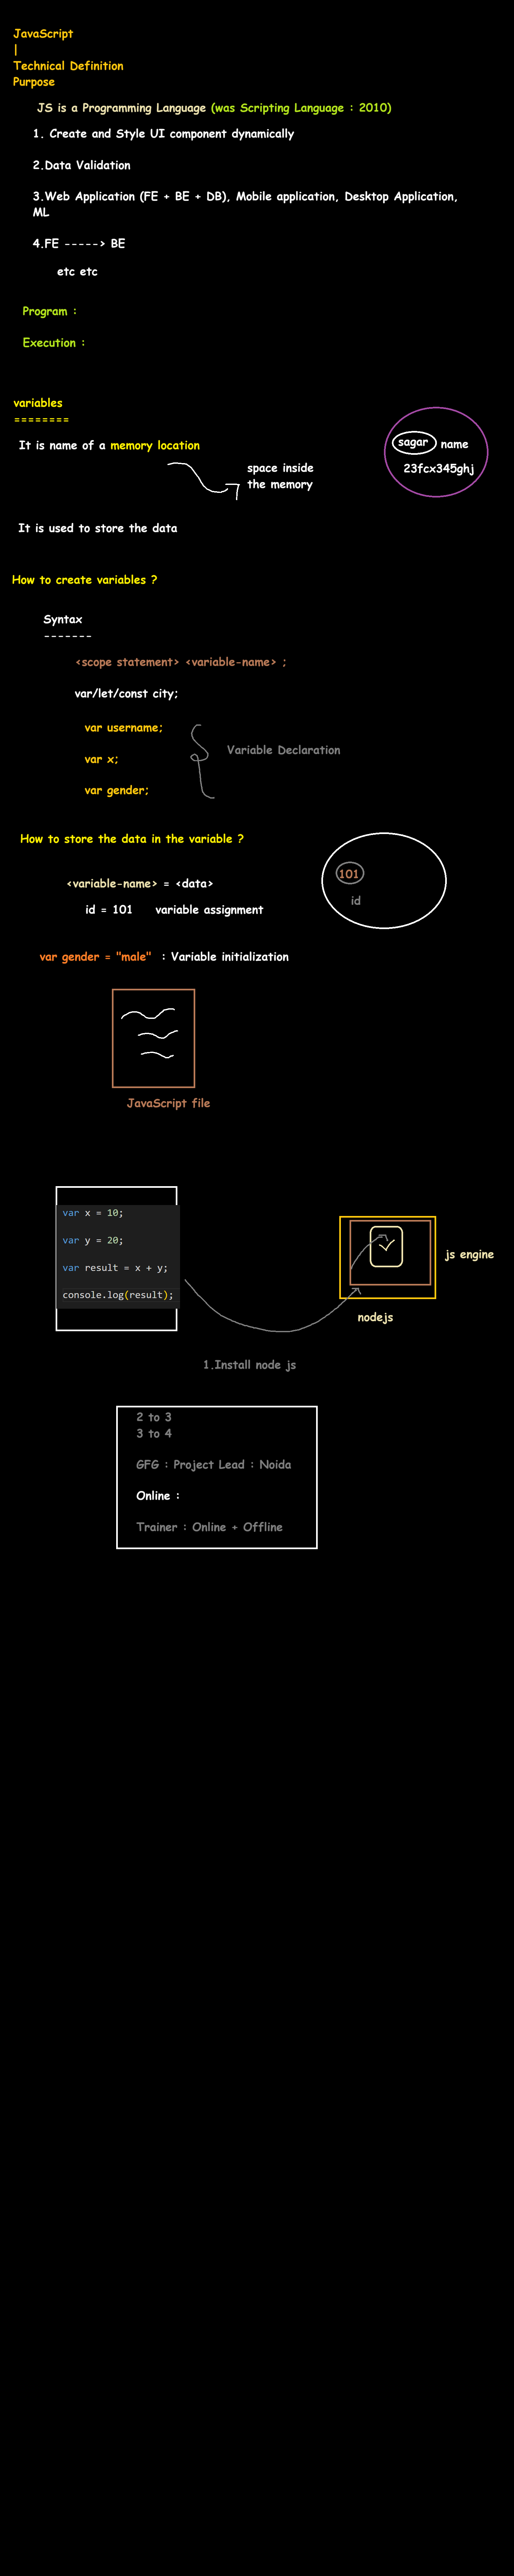 JavaScript
|
Technical Definition
Purpose
JS is a Programming Language (was Scripting Language : 2010)
1. Create and Style UI component dynamically
2.Data Validation
3.Web Application (FE + BE + DB), Mobile application, Desktop Application,
ML
4.FE -----> BE
etc etc
Program :
Execution :
variables
========
It is name of a memory location
space inside
the memory
sagar name
23fcx345ghj
It is used to store the data
How to create variables ?
Syntax
-------
<scope statement> <variable-name> ;
var/let/const city;
var username;
var x;
var gender;
Variable Declaration
How to store the data in the variable ?
<variable-name> = <data>
id = 101 variable assignment
101
id
var gender = "male" : Variable initialization
JavaScript file
var x = 10;
var y = 20;
var result = x + y;
console.log(result);
js engine
nodejs
1.Install node js
2 to 3
3 to 4
GFG : Project Lead : Noida
Online :
Trainer : Online + Offline